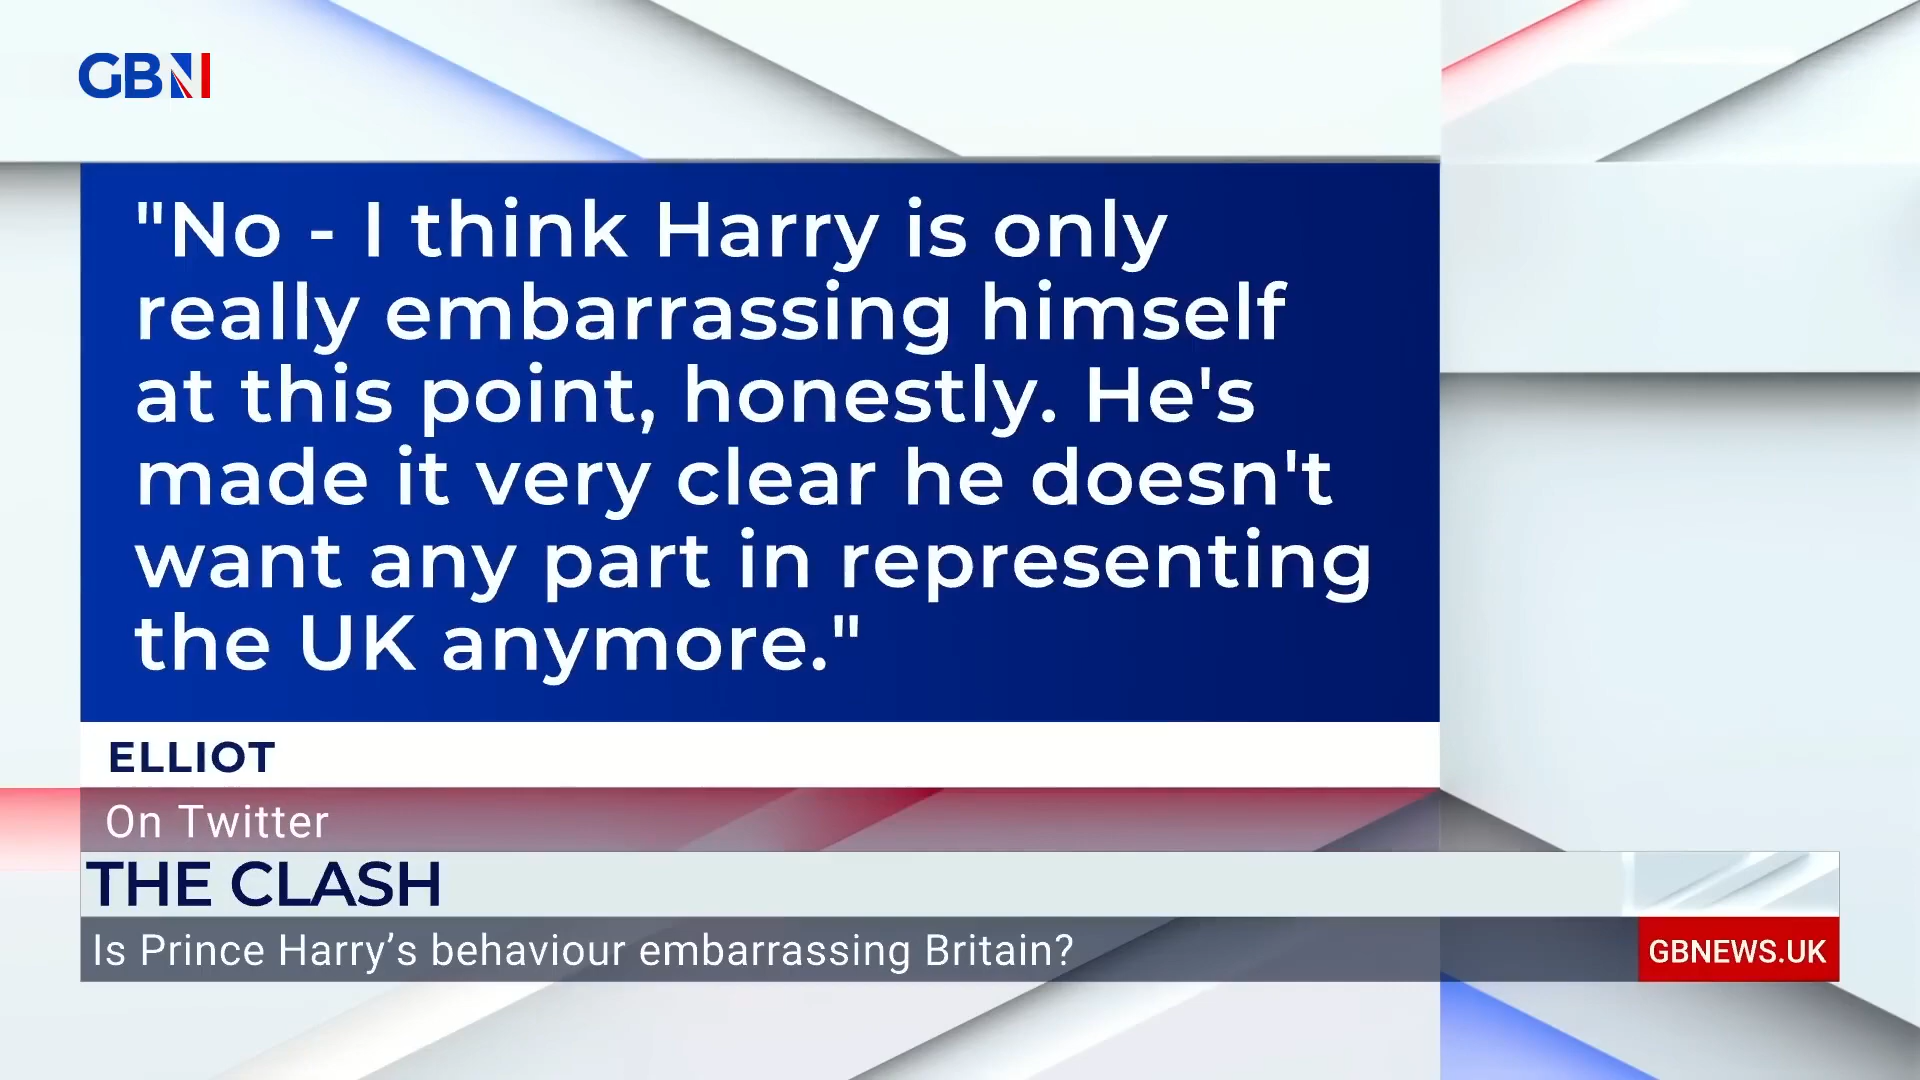 GBN
"No - I think Harry is only
really embarrassing himself
at this point, honestly. He's
made it very clear he doesn't
want any part in representing
the UK anymore."
ELLIOT
On Twitter
THE CLASH
Is Prince Harry’s behaviour embarrassing Britain?
GBNEWS.UK